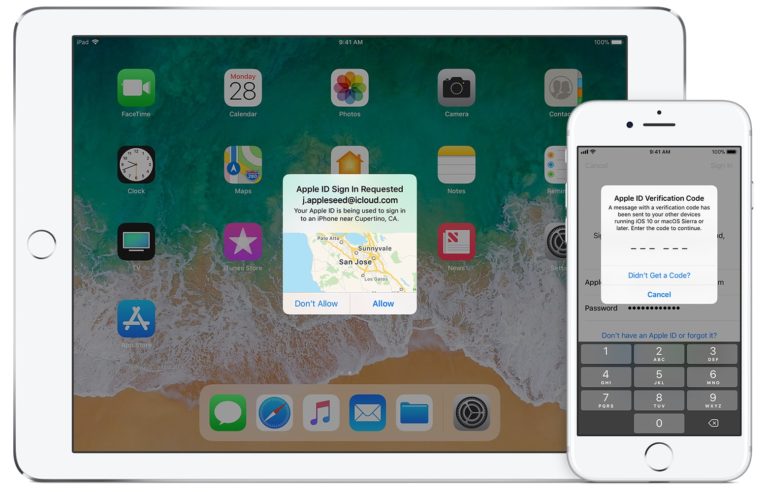 iPad
9:41 AM
100%
Monday
28
FaceTime
Calendar
Photos
Camera
Contac
Clock
Maps
Notes
Remin
TV
iTunes Store
News
Sett
App Store
Apple ID Sign In Requested
j.appleseed@icloud.com
Your Apple ID is being used to sign in
to an iPhone near Cupertino, CA.
Palo Alto
Sunnyvale
San Jose
Los Gatos
Don't Allow
Allow
9:41 AM
100%
Cancel
Sign In
Apple ID Verification Code
A message with a verification code has
been sent to your other devices
running iOS 10 or macOS Sierra or
later. Enter the code to continue.
Didn't Get a Code?
Cancel
Password
Don't have an Apple ID or forgot it?
1
2
ABC
3
DEF
4
GHI
5
JKL
6
MNO
7
PQRS
8
TUV
9
WXYZ
0